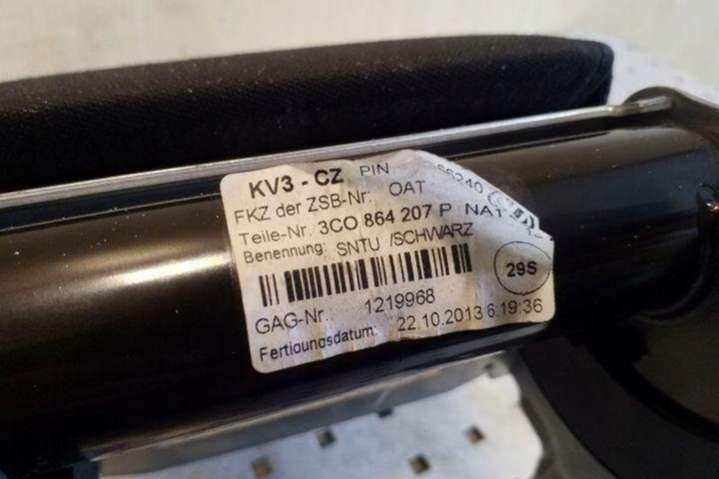 KV3 - CZ PIN
FKZ der ZSB-Nr: OAT
Teile-Nr. 3C0 864 207 P NAT
Benennung: SNTU /SCHWARZ
29S
GAG-Nr.: 1219968
Fertigungsdatum: 22.10.2013 6:19:36